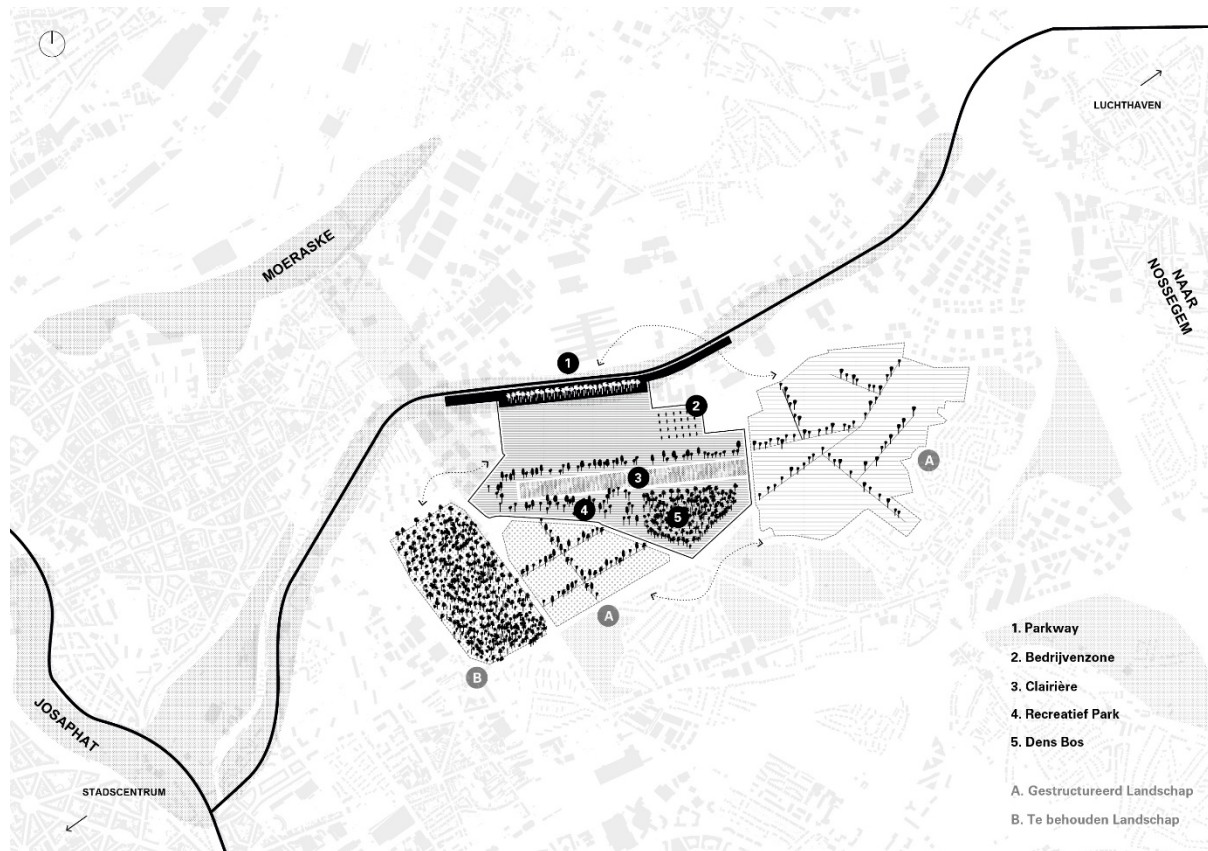 LUCHTHAVEN
MOERASKE
NAAR
NOSSEGEM
1
2
A
3
4
5
A
B
1. Parkway
2. Bedrijvenzone
3. Clairière
4. Recreatief Park
5. Dens Bos
A. Gestructureerd Landschap
B. Te behouden Landschap
JOSAPHAT
STADSCENTRUM